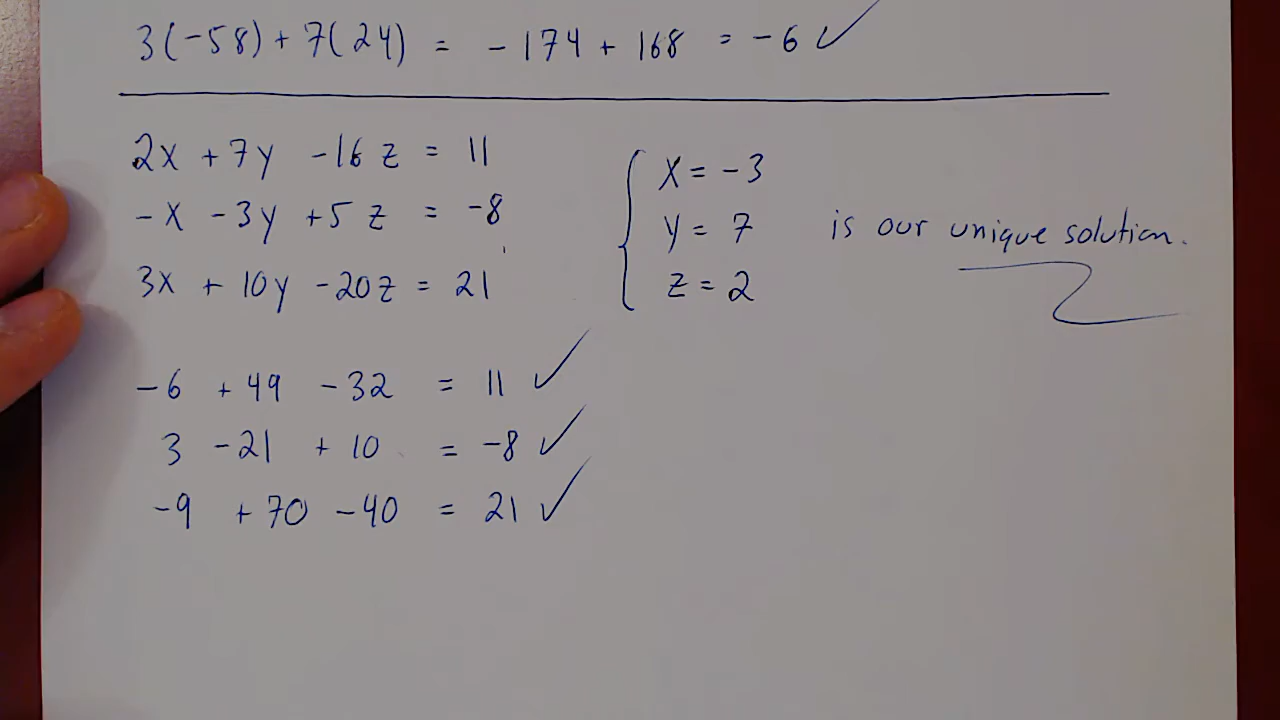 3(-58) + 7(24) = -174 + 168 = -6 ✓
2x + 7y - 16z = 11
-x - 3y + 5z = -8
3x + 10y - 20z = 21
{ x = -3
y = 7
z = 2
is our unique solution.
-6 + 49 - 32 = 11 ✓
3 - 21 + 10 = -8 ✓
-9 + 70 - 40 = 21 ✓